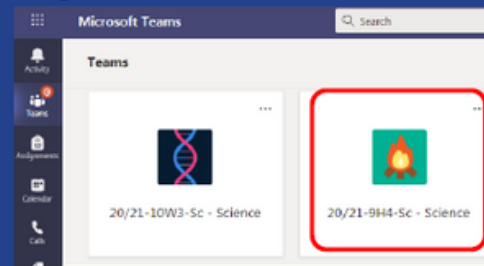 Microsoft Teams
Search
Activity
Teams
Teams
Assignments
Calendar
Calls
...
...
20/21-10W3-Sc - Science
20/21-9H4-Sc - Science